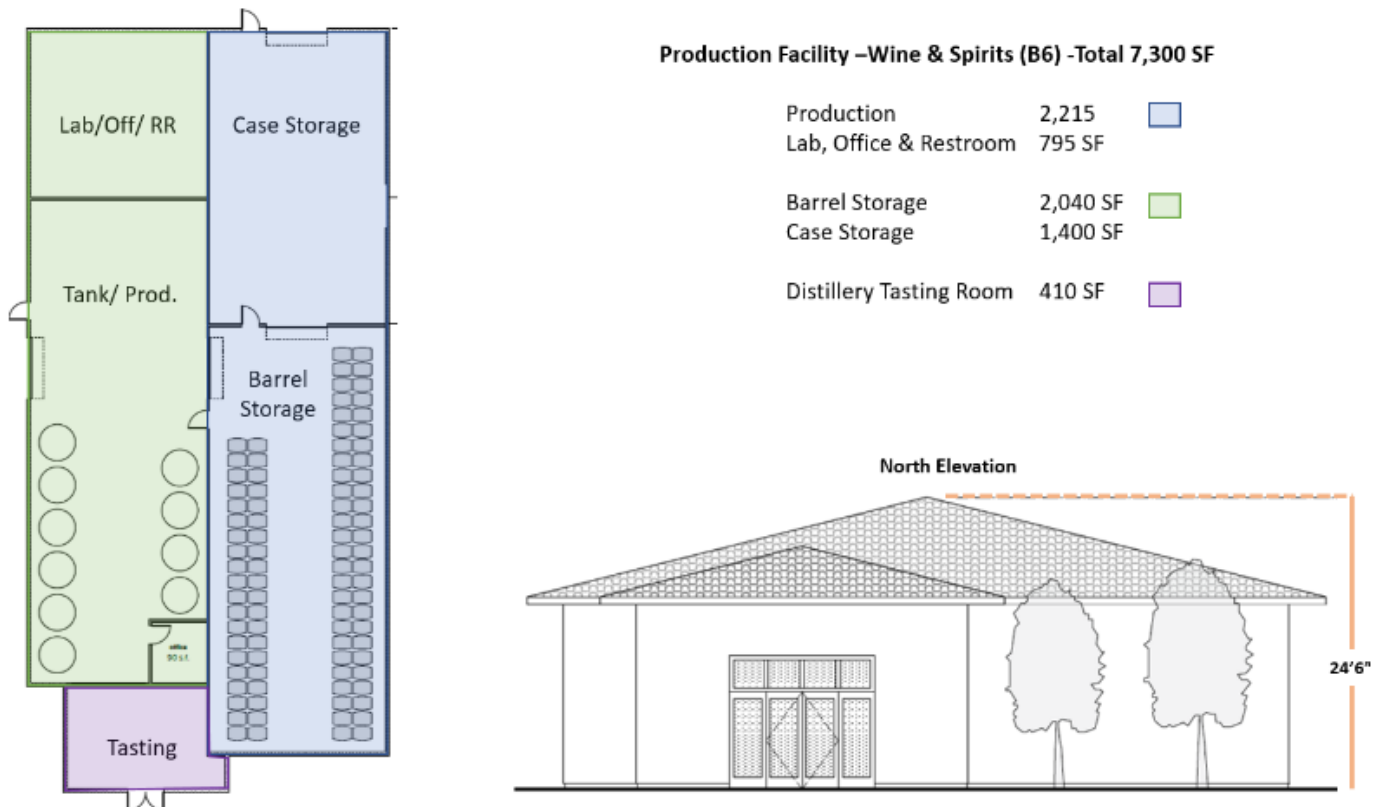 Production Facility –Wine & Spirits (B6) -Total 7,300 SF
Lab/Off/ RR
Case Storage
Production 2,215
Lab, Office & Restroom 795 SF
Barrel Storage 2,040 SF
Case Storage 1,400 SF
Distillery Tasting Room 410 SF
Tank/ Prod.
Barrel
Storage
office
90 s.f.
Tasting
North Elevation
24'6"